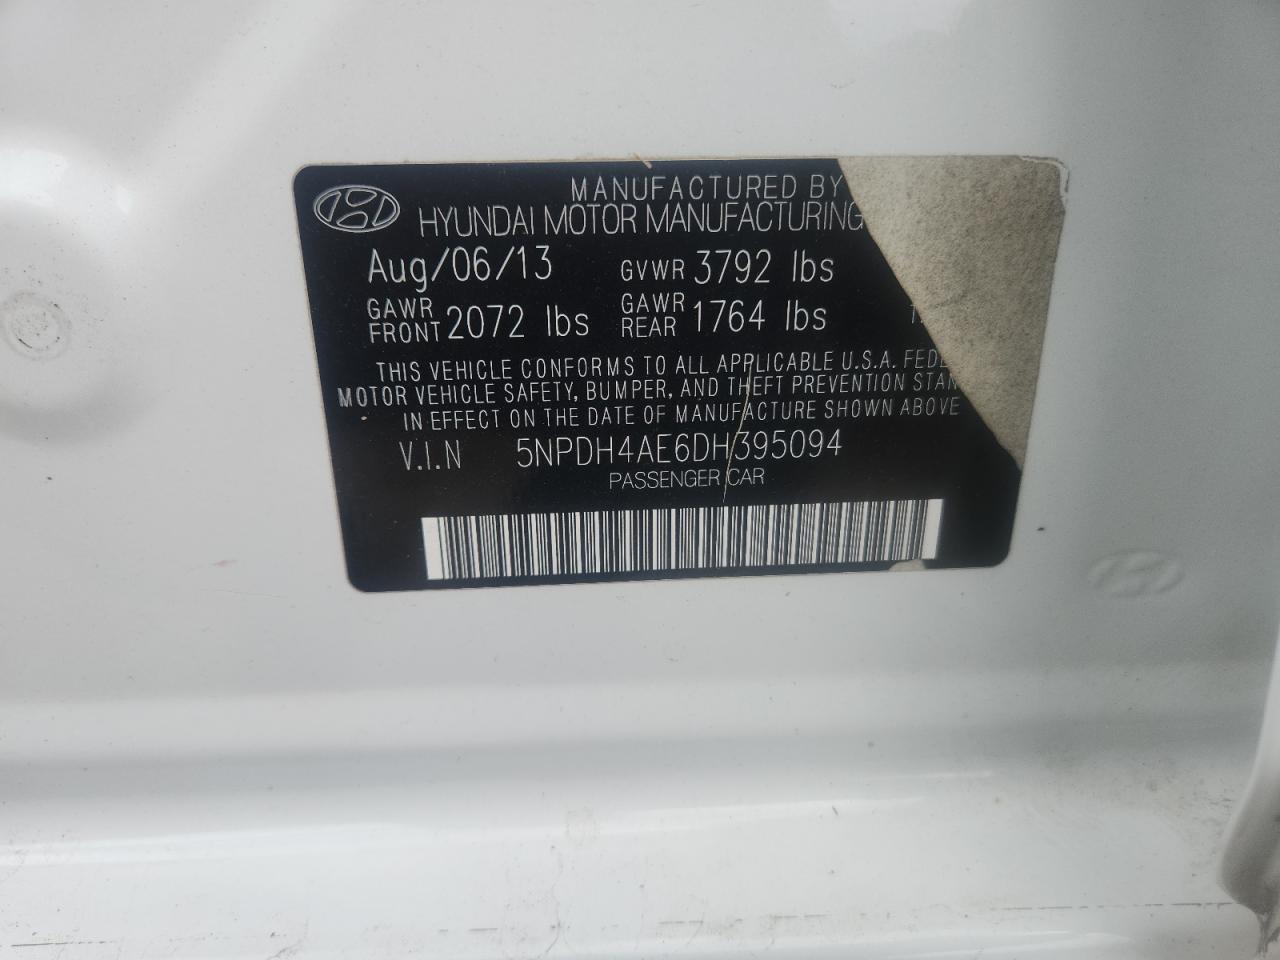 MANUFACTURED BY
HYUNDAI MOTOR MANUFACTURING
Aug/06/13 GVWR 3792 lbs
GAWR FRONT 2072 lbs GAWR REAR 1764 lbs
THIS VEHICLE CONFORMS TO ALL APPLICABLE U.S.A.
MOTOR VEHICLE SAFETY, BUMPER, AND THEFT PREVENTION
IN EFFECT ON THE DATE OF MANUFACTURE SHOWN ABOVE
V.I.N 5NPDH4AE6DH395094
PASSENGER CAR